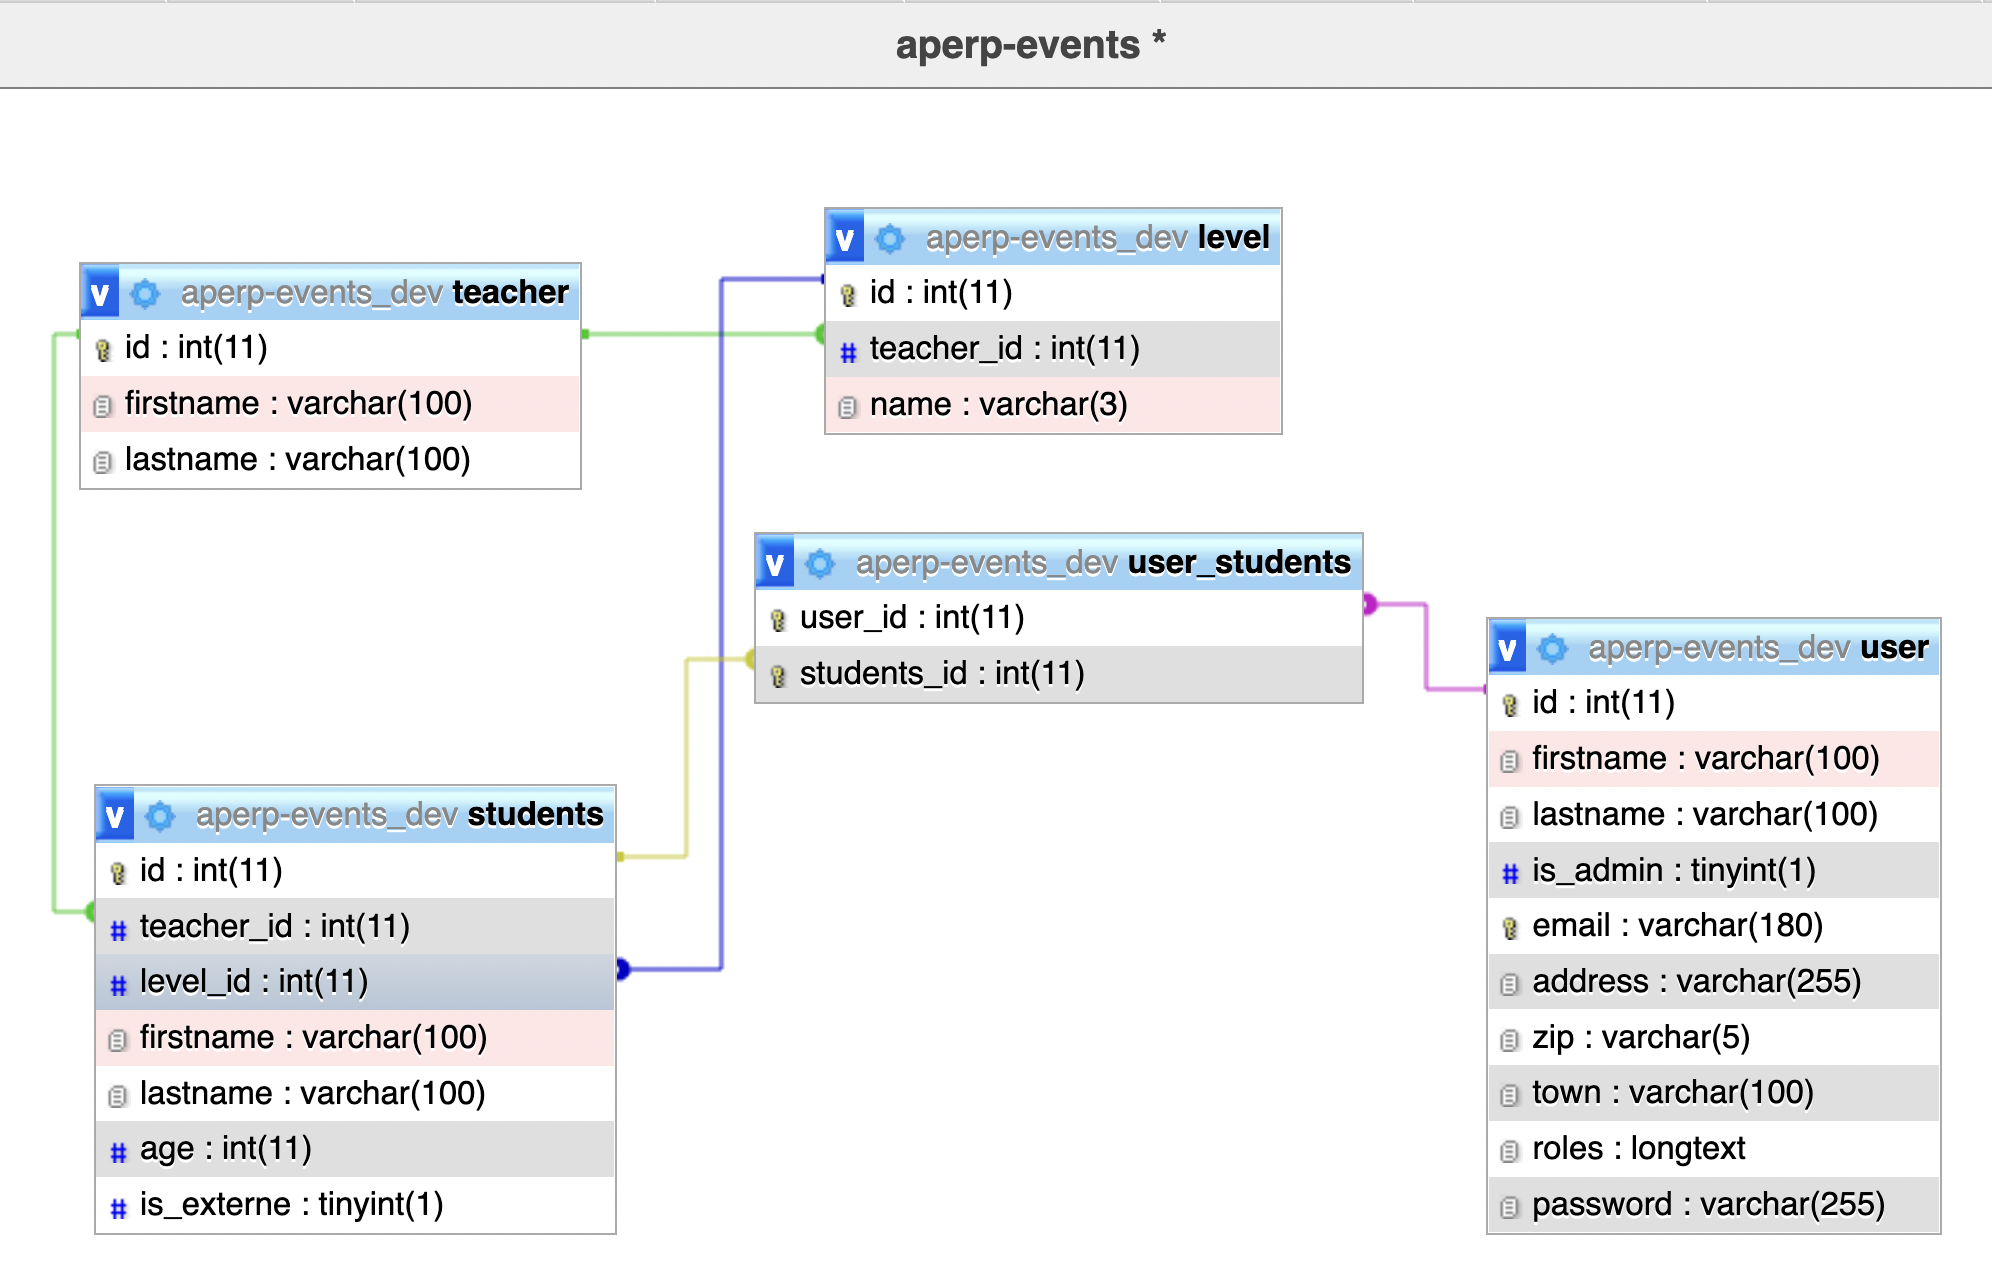 aperp-events *
v aperp-events_dev teacher
id : int(11)
firstname : varchar(100)
lastname : varchar(100)
v aperp-events_dev level
id : int(11)
# teacher_id : int(11)
name : varchar(3)
v aperp-events_dev user_students
user_id : int(11)
students_id : int(11)
v aperp-events_dev students
id : int(11)
# teacher_id : int(11)
# level_id : int(11)
firstname : varchar(100)
lastname : varchar(100)
# age : int(11)
# is_externe : tinyint(1)
v aperp-events_dev user
id : int(11)
firstname : varchar(100)
lastname : varchar(100)
# is_admin : tinyint(1)
email : varchar(180)
address : varchar(255)
zip : varchar(5)
town : varchar(100)
roles : longtext
password : varchar(255)